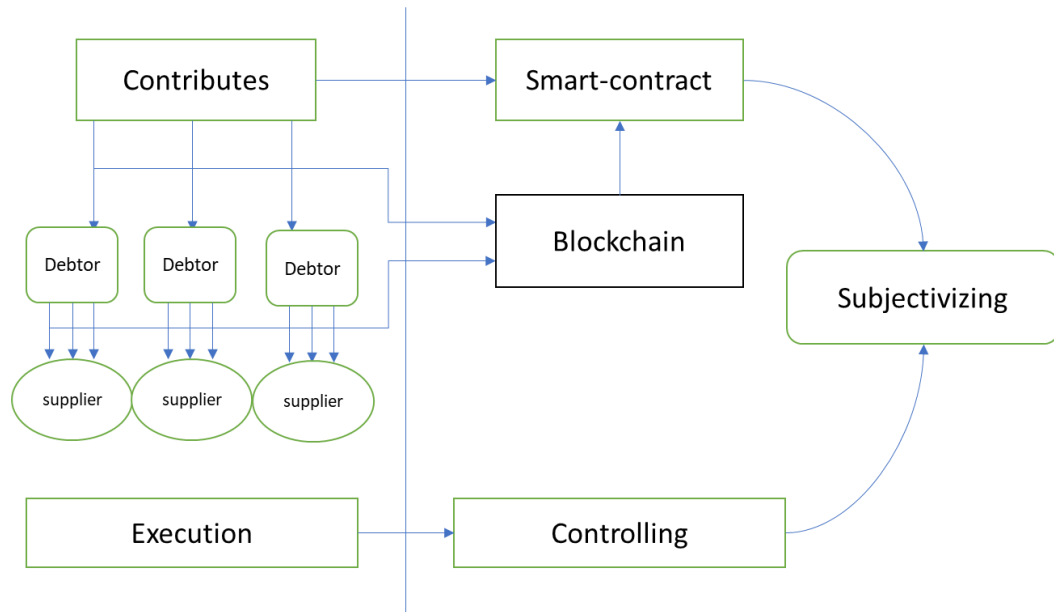 Contributes
Smart-contract
Blockchain
Debtor
Debtor
Debtor
Subjectivizing
supplier
supplier
supplier
Execution
Controlling